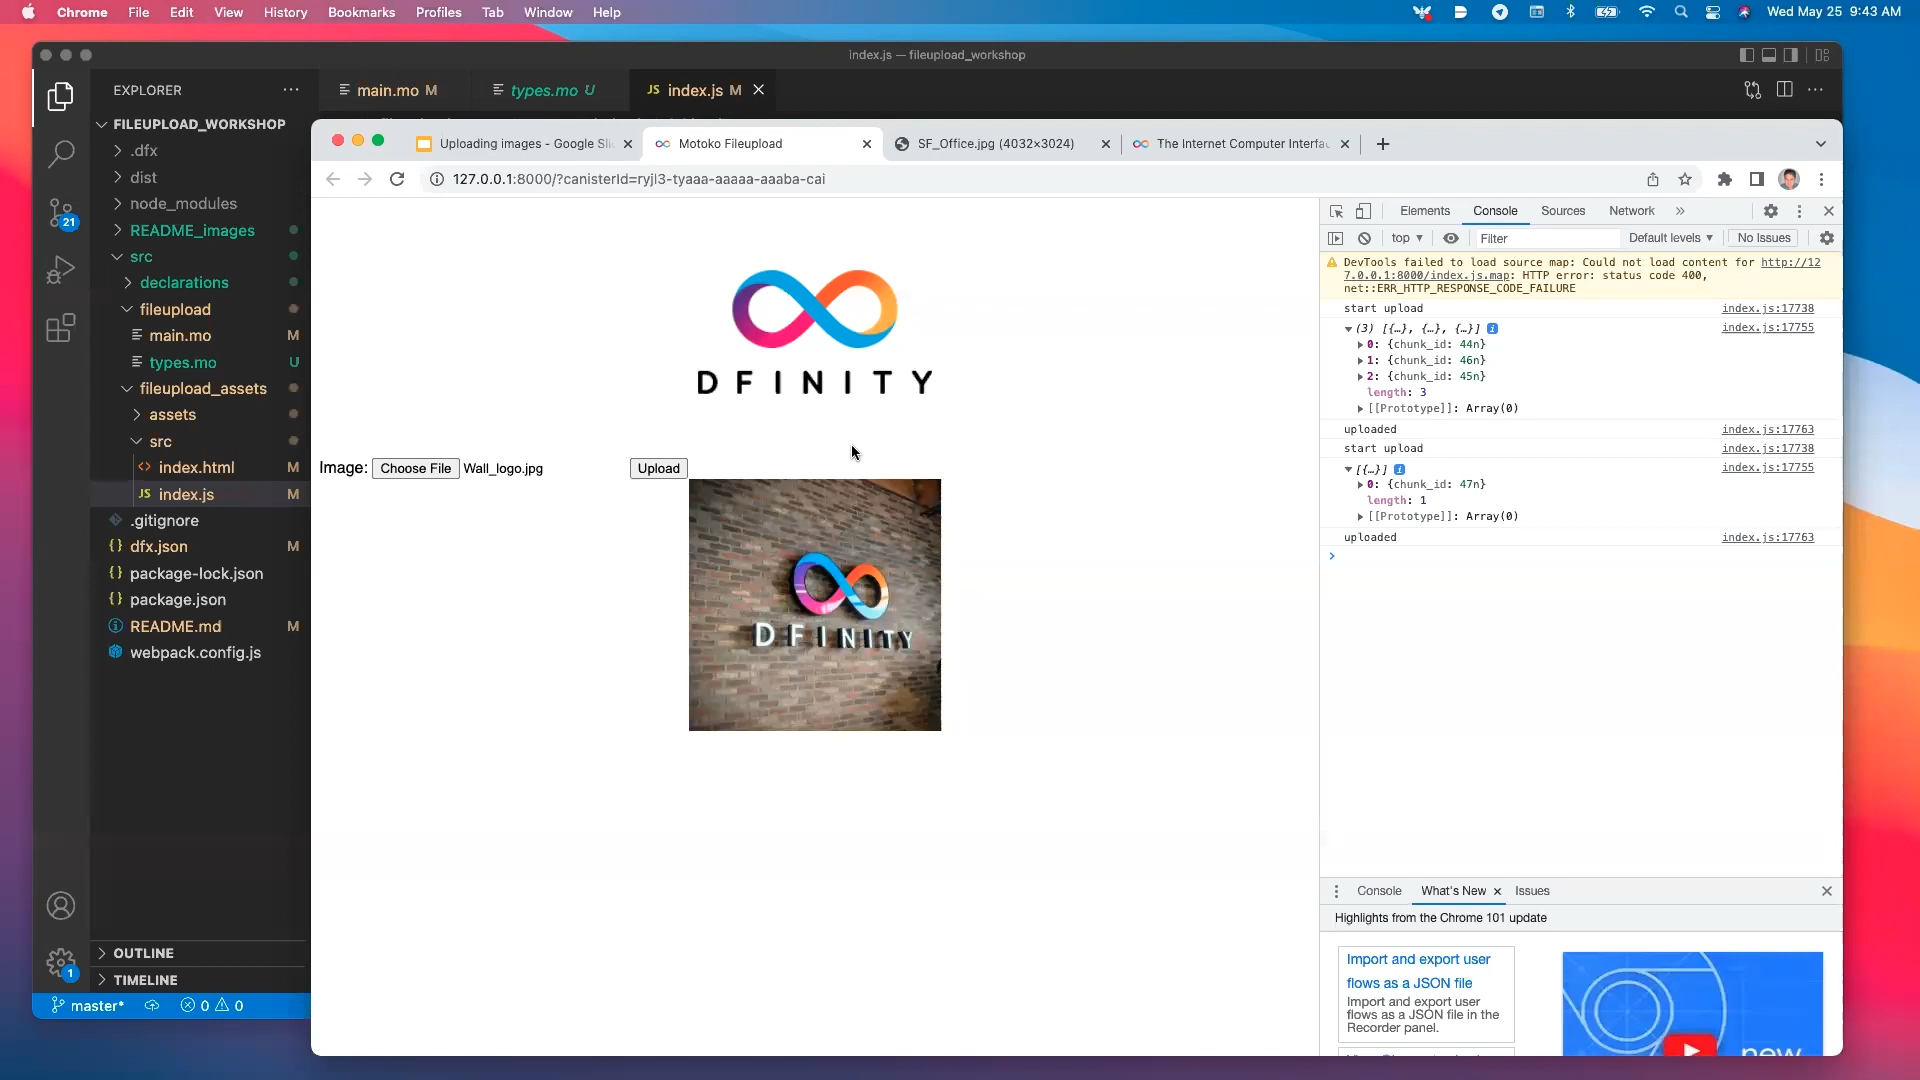 Chrome File Edit View History Bookmarks Profiles Tab Window Help
Wed May 25 9:43 AM
index.js — fileupload_workshop
EXPLORER
main.mo M
types.mo U
JS index.js M
FILEUPLOAD_WORKSHOP
.dfx
dist
node_modules
README_images
src
declarations
fileupload
main.mo M
types.mo U
fileupload_assets
assets
src
<> index.html M
JS index.js M
.gitignore
{} dfx.json M
{} package-lock.json
{} package.json
README.md M
webpack.config.js
21
1
OUTLINE
TIMELINE
master* 0 0
Uploading images - Google Sli
Motoko Fileupload
SF_Office.jpg (4032×3024)
The Internet Computer Interfa
127.0.0.1:8000/?canisterId=ryjl3-tyaaa-aaaaa-aaaba-cai
DFINITY
Image: Choose File Wall_logo.jpg Upload
DFINITY
Elements Console Sources Network »
top ▼ Filter Default levels ▼ No Issues
DevTools failed to load source map: Could not load content for http://12
7.0.0.1:8000/index.js.map: HTTP error: status code 400,
net::ERR_HTTP_RESPONSE_CODE_FAILURE
start upload index.js:17738
(3) [{…}, {…}, {…}] i index.js:17755
0: {chunk_id: 44n}
1: {chunk_id: 46n}
2: {chunk_id: 45n}
length: 3
[[Prototype]]: Array(0)
uploaded index.js:17763
start upload index.js:17738
[{…}] i index.js:17755
0: {chunk_id: 47n}
length: 1
[[Prototype]]: Array(0)
uploaded index.js:17763
>
Console What's New Issues
Highlights from the Chrome 101 update
Import and export user
flows as a JSON file
Import and export user
flows as a JSON file in the
Recorder panel.
new